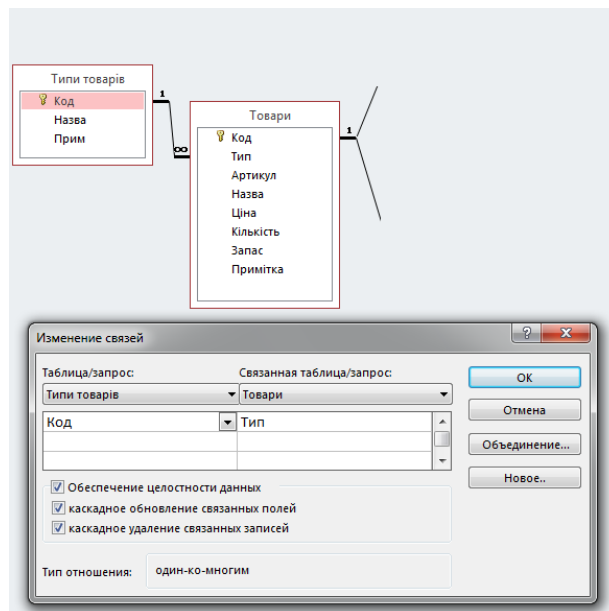 Типи товарів
Код
Назва
Прим
1
∞
Товари
Код
Тип
Артикул
Назва
Ціна
Кількість
Запас
Примітка
1
Изменение связей
?
x
Таблица/запрос:
Связанная таблица/запрос:
Типи товарів
Товари
Код
Тип
Обеспечение целостности данных
каскадное обновление связанных полей
каскадное удаление связанных записей
Тип отношения:
один-ко-многим
ОК
Отмена
Объединение...
Новое..